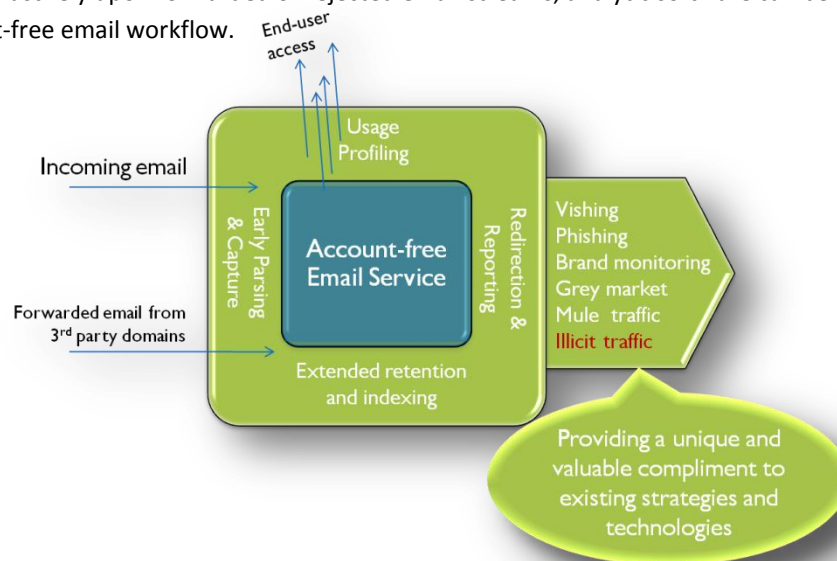 t-free email workflow.
End-user
access
Usage
Profiling
Incoming email
Early Parsing
& Capture
Account-free
Email Service
Redirection &
Reporting
Vishing
Phishing
Brand monitoring
Grey market
Mule traffic
Illicit traffic
Forwarded email from
3rd party domains
Extended retention
and indexing
Providing a unique and
valuable compliment to
existing strategies and
technologies